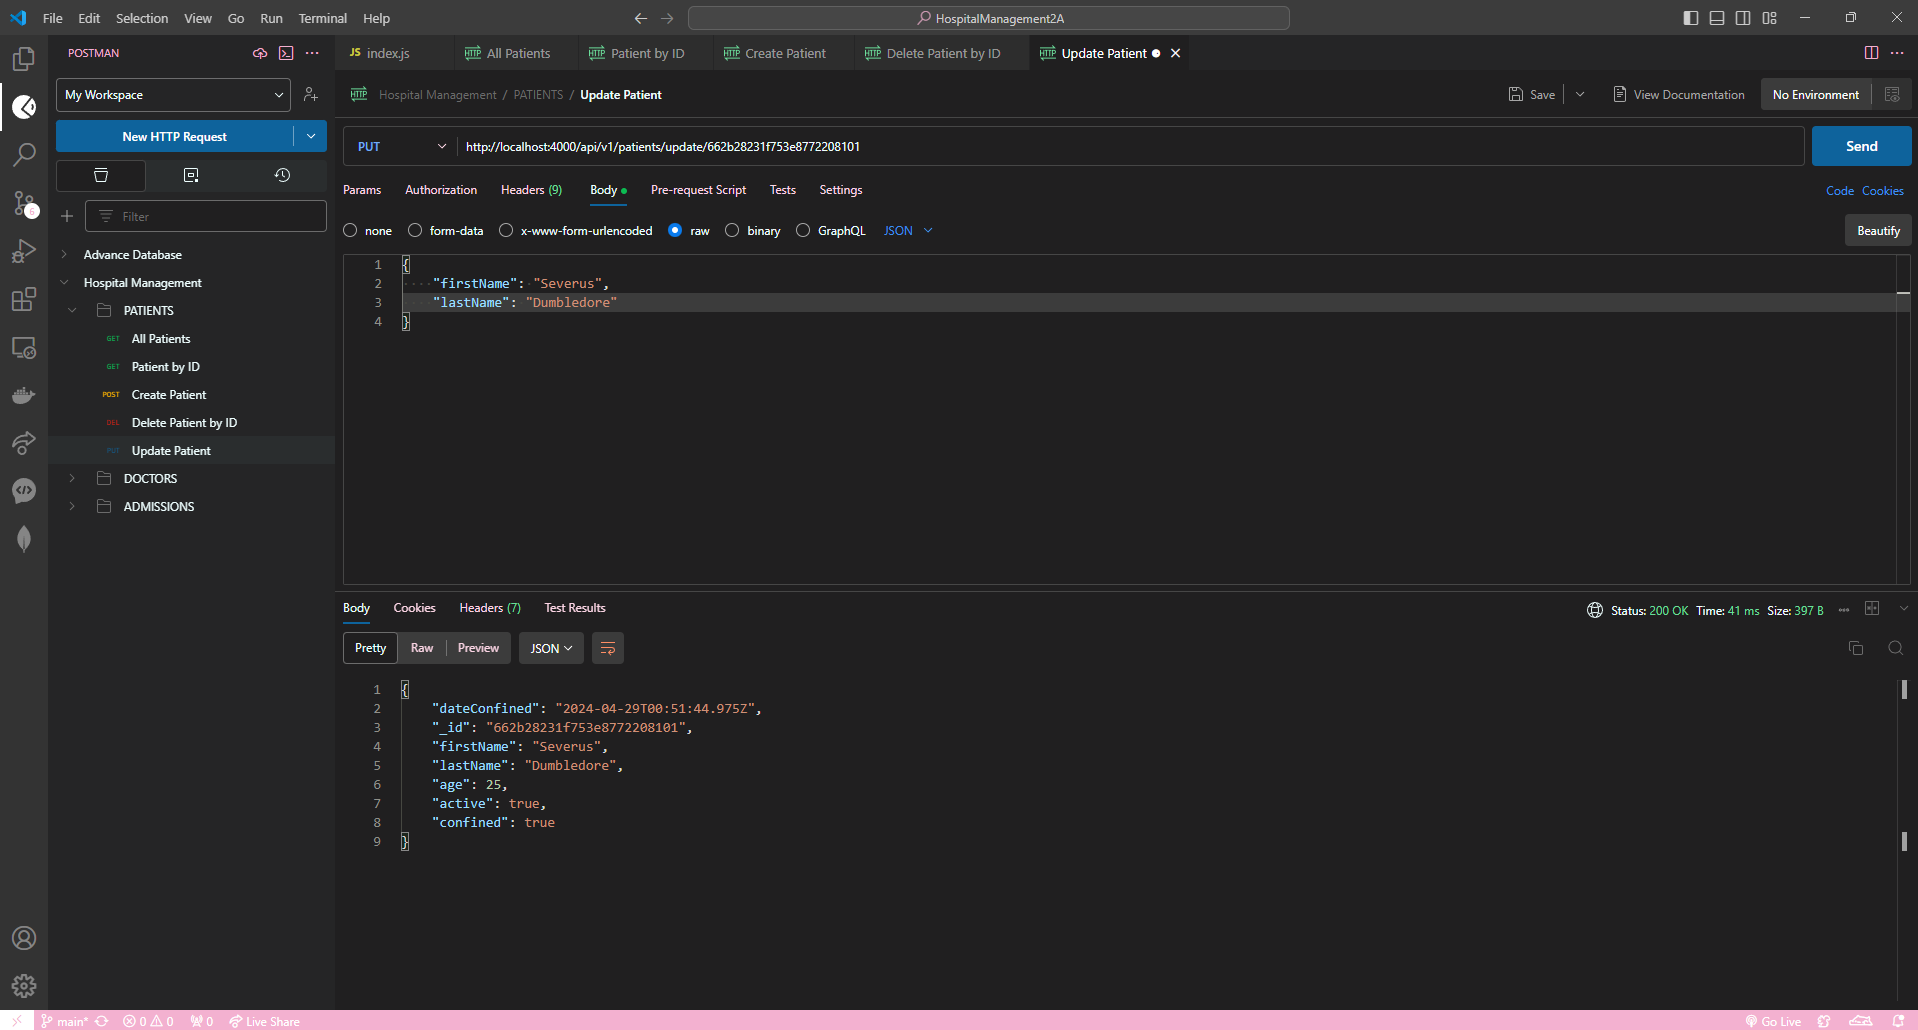 File Edit Selection View Go Run Terminal Help
HospitalManagement2A
POSTMAN
JS index.js
HTTP All Patients
HTTP Patient by ID
HTTP Create Patient
HTTP Delete Patient by ID
HTTP Update Patient
My Workspace
New HTTP Request
Filter
Advance Database
Hospital Management
PATIENTS
GET All Patients
GET Patient by ID
POST Create Patient
DEL Delete Patient by ID
PUT Update Patient
DOCTORS
ADMISSIONS
HTTP Hospital Management / PATIENTS / Update Patient
Save
View Documentation
No Environment
PUT
http://localhost:4000/api/v1/patients/update/662b28231f753e8772208101
Send
Params Authorization Headers (9) Body Pre-request Script Tests Settings
Code Cookies
none form-data x-www-form-urlencoded raw binary GraphQL JSON
Beautify
1 {
2 "firstName": "Severus",
3 "lastName": "Dumbledore"
4 }
Body Cookies Headers (7) Test Results
Status: 200 OK Time: 41 ms Size: 397 B
Pretty Raw Preview JSON
1 {
2 "dateConfined": "2024-04-29T00:51:44.975Z",
3 "_id": "662b28231f753e8772208101",
4 "firstName": "Severus",
5 "lastName": "Dumbledore",
6 "age": 25,
7 "active": true,
8 "confined": true
9 }
6
main* 0 0 0 Live Share
Go Live